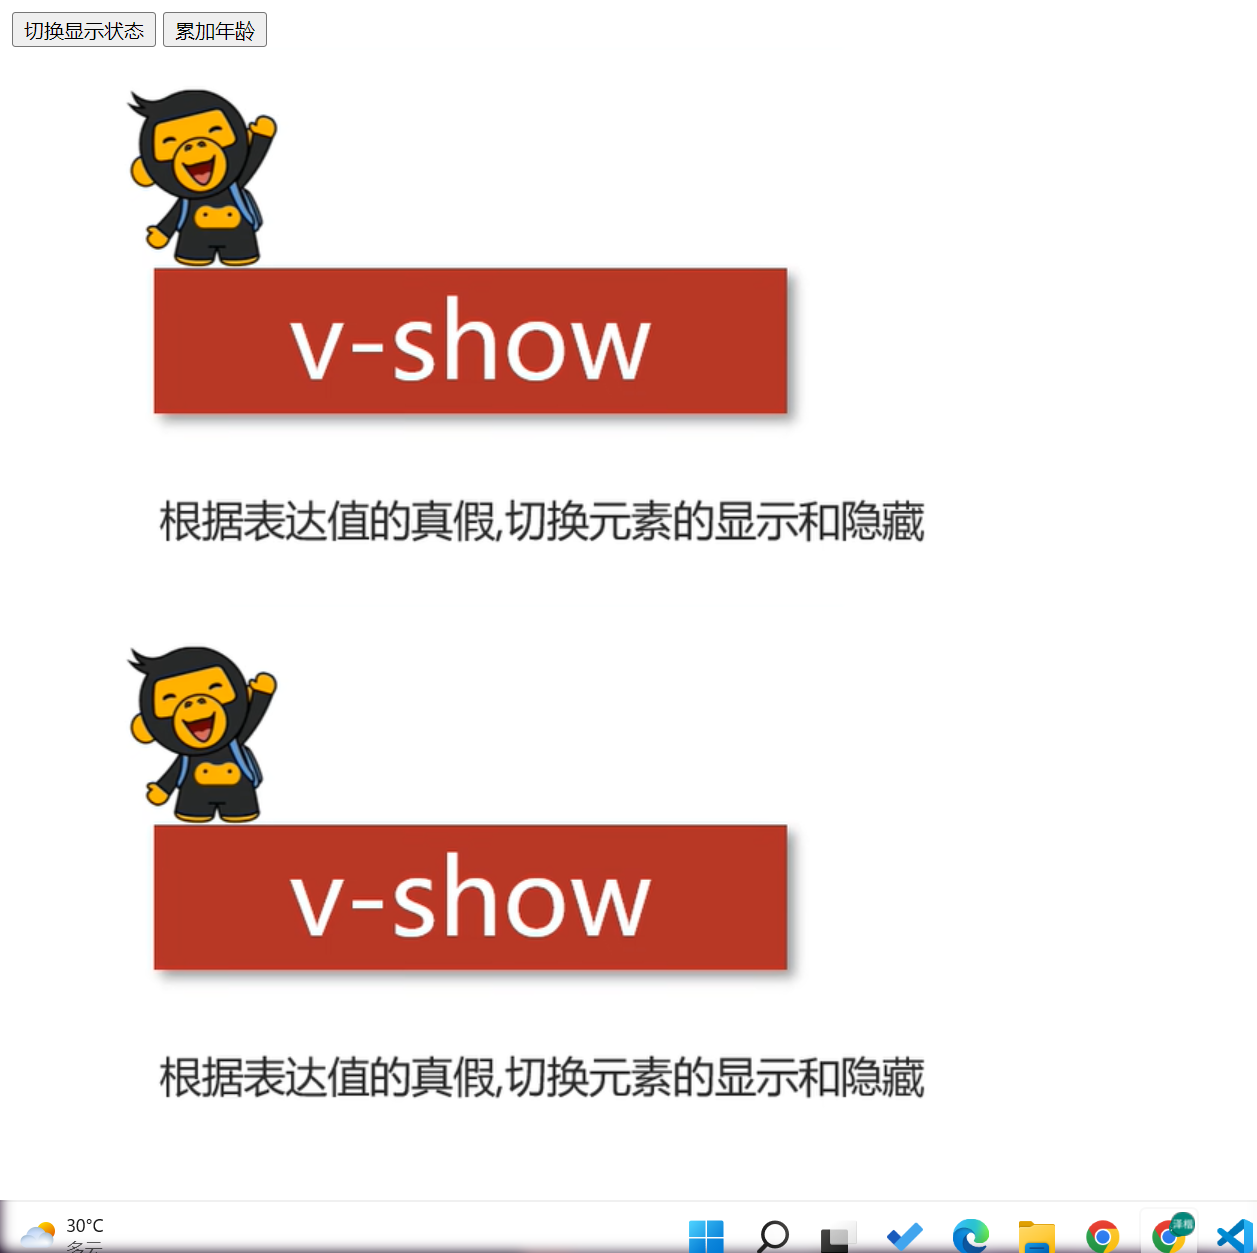 切换显示状态 累加年龄
v-show
根据表达值的真假,切换元素的显示和隐藏
v-show
根据表达值的真假,切换元素的显示和隐藏
30°C
多云
泽楷